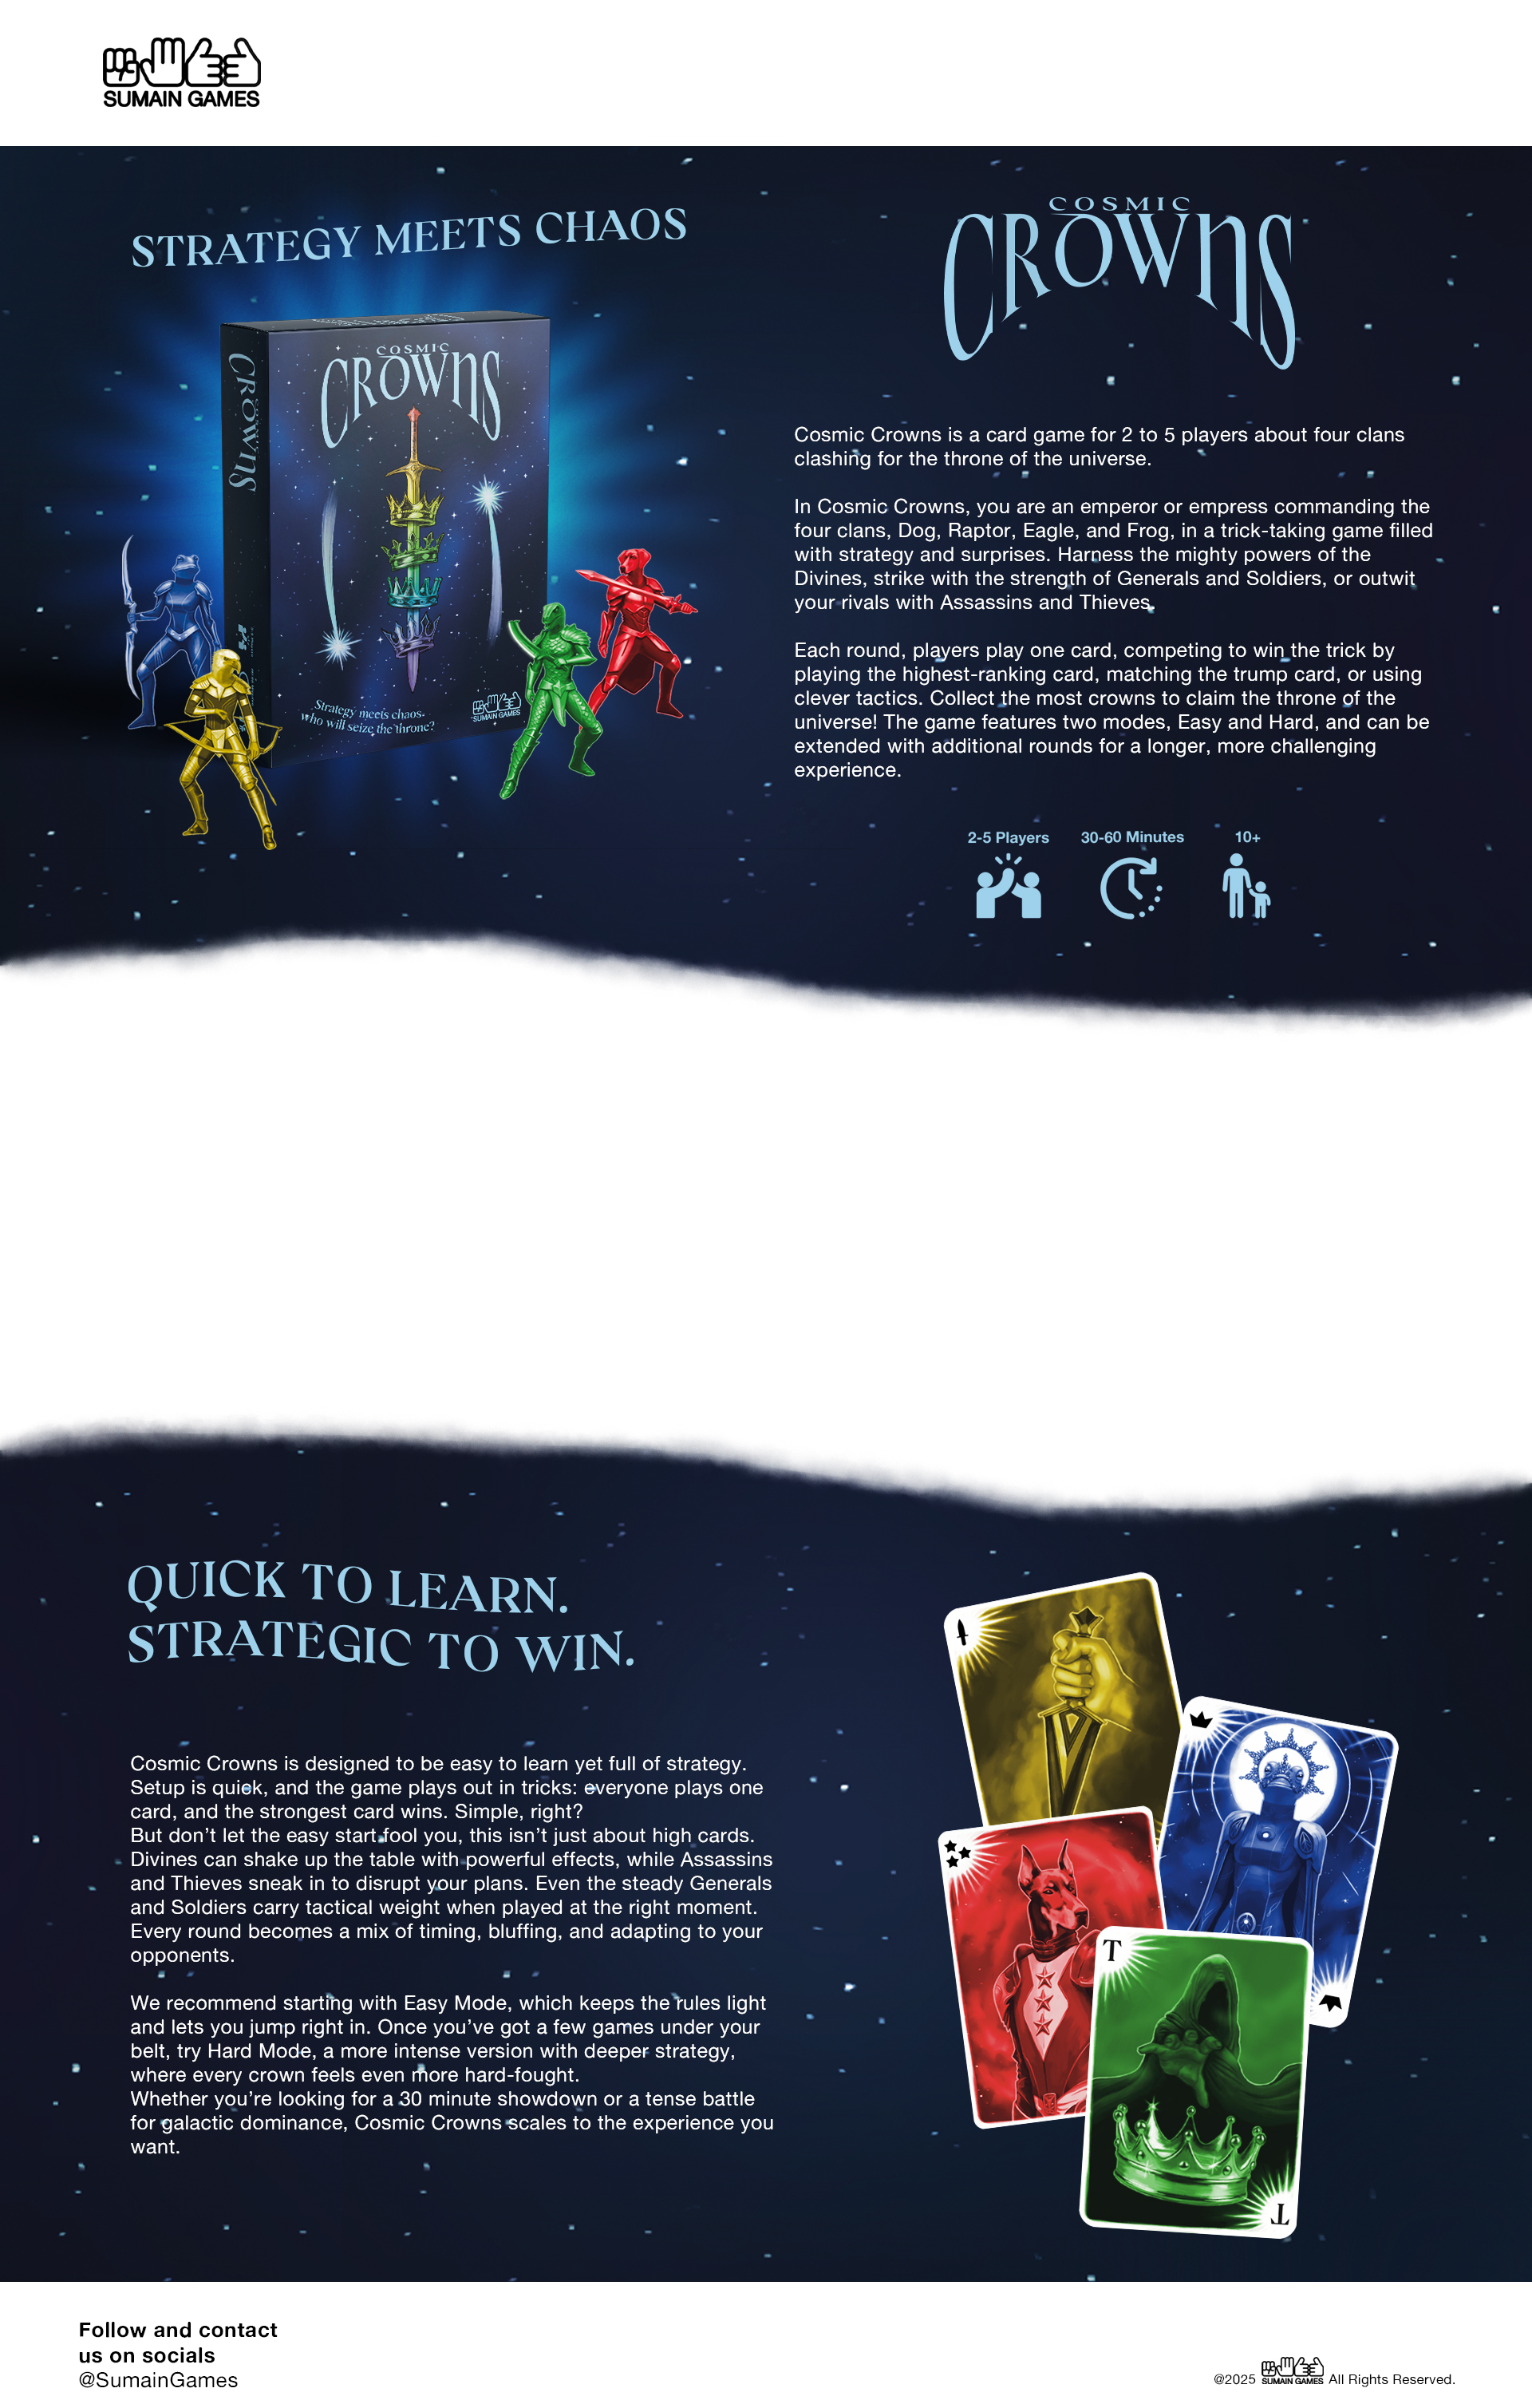 SUMAIN GAMES
STRATEGY MEETS CHAOS
COSMIC
CROWNS
CROWNS
COSMIC
CROWNS
Strategy meets chaos.
who will seize the throne?
SUMAIN GAMES
Cosmic Crowns is a card game for 2 to 5 players about four clans
clashing for the throne of the universe.
In Cosmic Crowns, you are an emperor or empress commanding the
four clans, Dog, Raptor, Eagle, and Frog, in a trick-taking game filled
with strategy and surprises. Harness the mighty powers of the
Divines, strike with the strength of Generals and Soldiers, or outwit
your rivals with Assassins and Thieves.
Each round, players play one card, competing to win the trick by
playing the highest-ranking card, matching the trump card, or using
clever tactics. Collect the most crowns to claim the throne of the
universe! The game features two modes, Easy and Hard, and can be
extended with additional rounds for a longer, more challenging
experience.
2-5 Players
30-60 Minutes
10+
QUICK TO LEARN.
STRATEGIC TO WIN.
Cosmic Crowns is designed to be easy to learn yet full of strategy.
Setup is quick, and the game plays out in tricks: everyone plays one
card, and the strongest card wins. Simple, right?
But don't let the easy start fool you, this isn't just about high cards.
Divines can shake up the table with powerful effects, while Assassins
and Thieves sneak in to disrupt your plans. Even the steady Generals
and Soldiers carry tactical weight when played at the right moment.
Every round becomes a mix of timing, bluffing, and adapting to your
opponents.
We recommend starting with Easy Mode, which keeps the rules light
and lets you jump right in. Once you've got a few games under your
belt, try Hard Mode, a more intense version with deeper strategy,
where every crown feels even more hard-fought.
Whether you're looking for a 30 minute showdown or a tense battle
for galactic dominance, Cosmic Crowns scales to the experience you
want.
T
T
Follow and contact
us on socials
@SumainGames
@2025 SUMAIN GAMES All Rights Reserved.